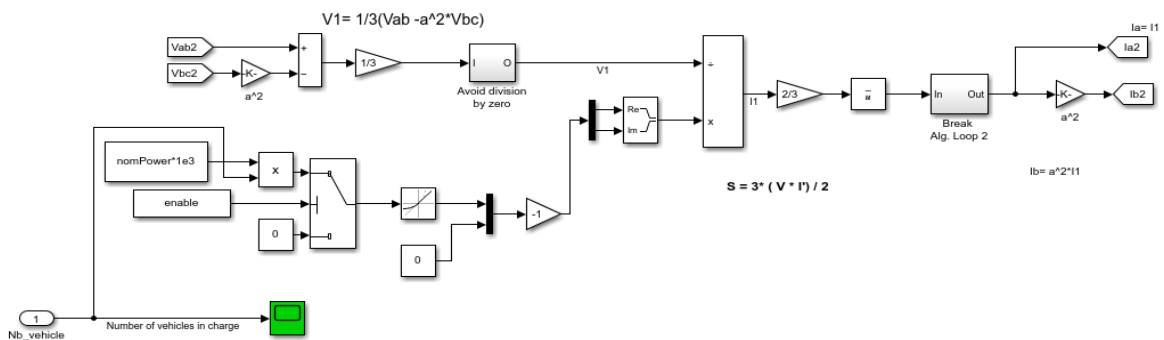 V1= 1/3(Vab -a^2*Vbc)
Ia= I1
Vab2
+
Ia2
Vbc2
-K-
−
1/3
I
O
V1
÷
a^2
Avoid division
by zero
I1
2/3
u
In
Out
-K-
Ib2
Re
Im
x
Break
Alg. Loop 2
a^2
nomPower*1e3
x
Ib= a^2*I1
S = 3* ( V * I') / 2
enable
-1
0
0
1
Number of vehicles in charge
Nb_vehicle